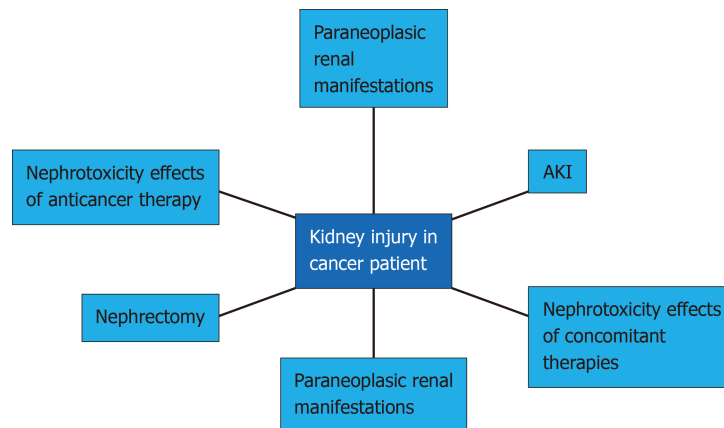 Paraneoplasic
renal
manifestations
Nephrotoxicity effects
of anticancer therapy
AKI
Kidney injury in
cancer patient
Nephrectomy
Nephrotoxicity effects
of concomitant
therapies
Paraneoplasic renal
manifestations